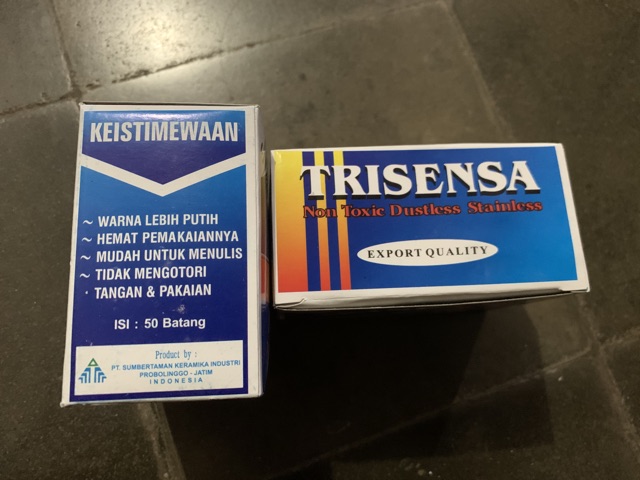 KEISTIMEWAAN
~ WARNA LEBIH PUTIH
~ HEMAT PEMAKAIANNYA
~ MUDAH UNTUK MENULIS
~ TIDAK MENGOTORI
TANGAN & PAKAIAN
ISI : 50 Batang
Product by :
PT. SUMBERTAMAN KERAMIKA INDUSTRI
PROBOLINGGO - JATIM
INDONESIA
TRISENSA
Non Toxic Dustless Stainless
EXPORT QUALITY